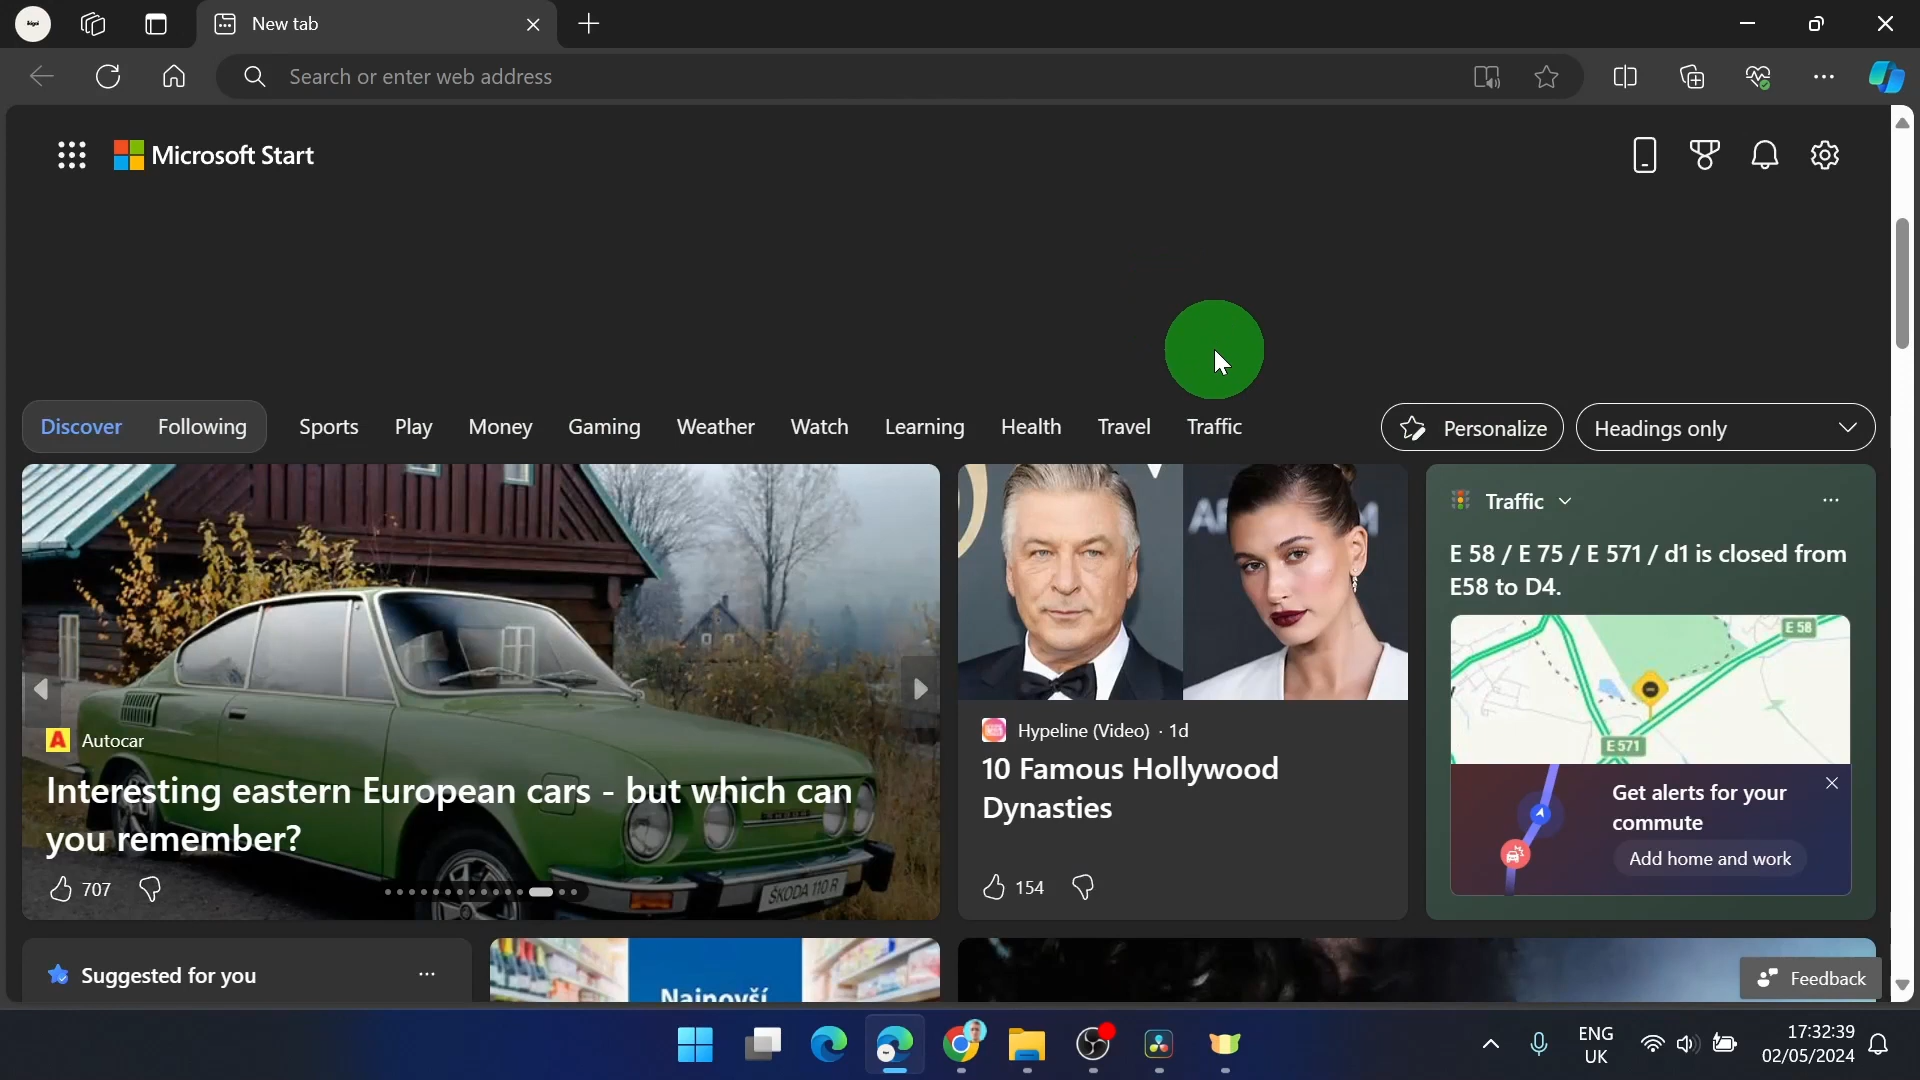 New tab
Search or enter web address
Microsoft Start
Discover
Following
Sports
Play
Money
Gaming
Weather
Watch
Learning
Health
Travel
Traffic
Personalize
Headings only
Autocar
Interesting eastern European cars - but which can
you remember?
707
ŠKODA 110 R
Hypeline (Video) · 1d
10 Famous Hollywood
Dynasties
154
Traffic
E 58 / E 75 / E 571 / d1 is closed from
E58 to D4.
E 58
E 571
Get alerts for your
commute
Add home and work
Suggested for you
Najnovší
Feedback
ENG
UK
17:32:39
02/05/2024